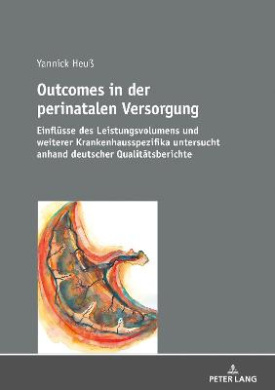 Yannick Heuß
Outcomes in der
perinatalen Versorgung
Einflüsse des Leistungsvolumens und
weiterer Krankenhausspezifika untersucht
anhand deutscher Qualitätsberichte
PETER LANG